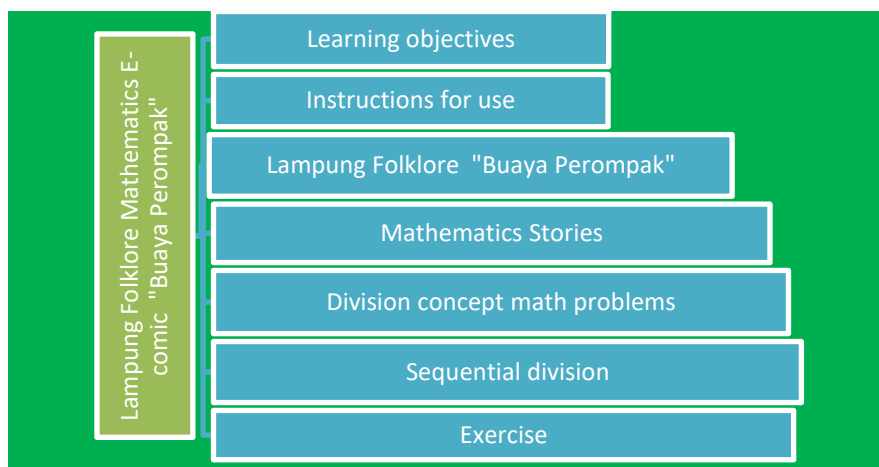 Lampung Folklore Mathematics E-
comic "Buaya Perompak"
Learning objectives
Instructions for use
Lampung Folklore "Buaya Perompak"
Mathematics Stories
Division concept math problems
Sequential division
Exercise